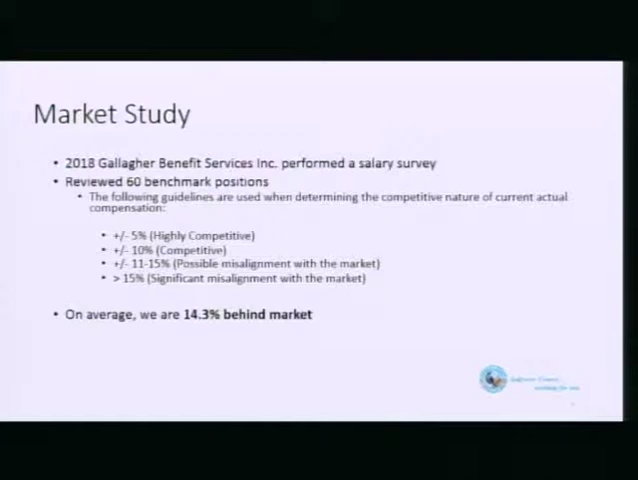 Market Study
• 2018 Gallagher Benefit Services Inc. performed a salary survey
• Reviewed 60 benchmark positions
• The following guidelines are used when determining the competitive nature of current actual
compensation:
• +/- 5% (Highly Competitive)
• +/- 10% (Competitive)
• +/- 11-15% (Possible misalignment with the market)
• > 15% (Significant misalignment with the market)
• On average, we are 14.3% behind market